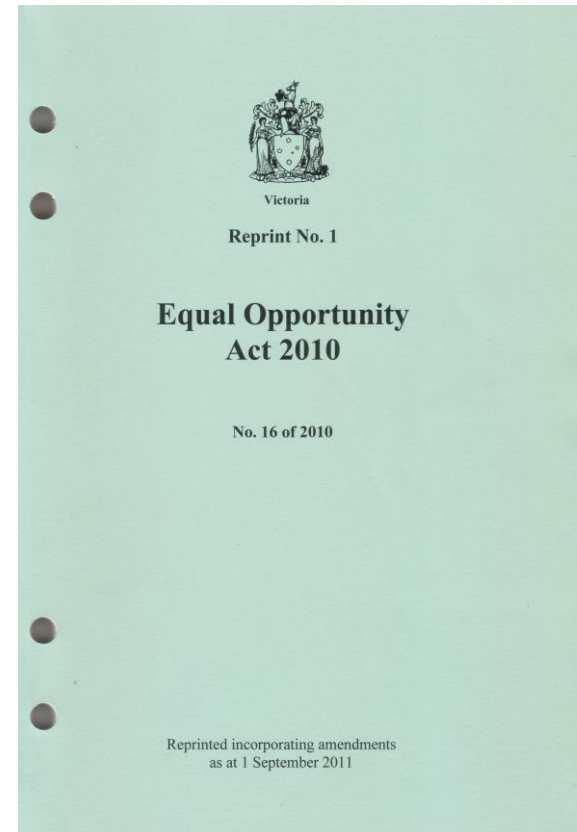 Victoria
Reprint No. 1
Equal Opportunity
Act 2010
No. 16 of 2010
Reprinted incorporating amendments
as at 1 September 2011